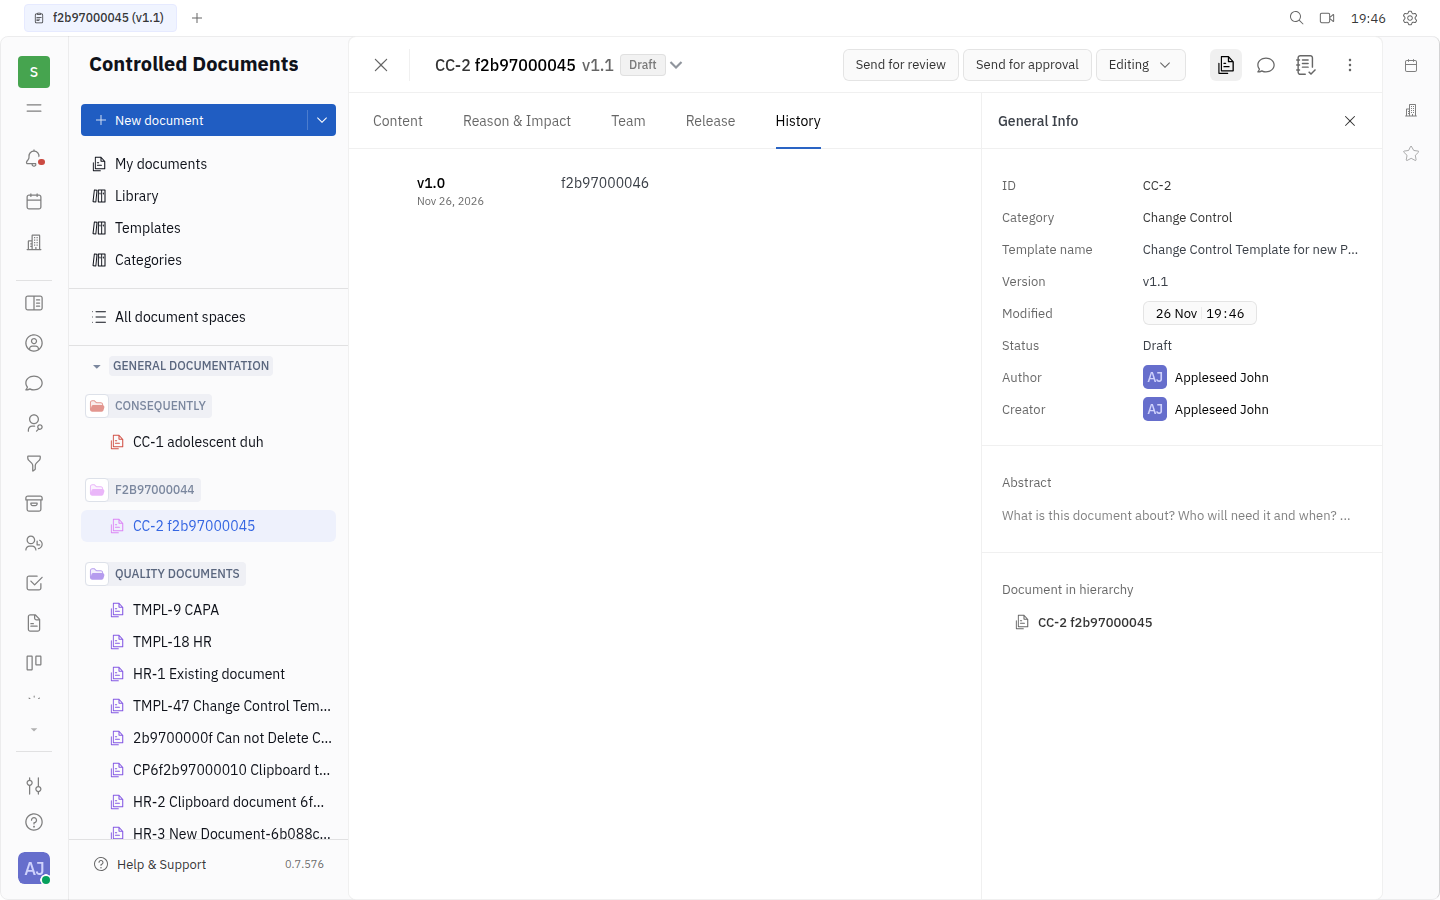 f2b97000045 (v1.1)
19:46
S
Controlled Documents
New document
My documents
Library
Templates
Categories
All document spaces
GENERAL DOCUMENTATION
CONSEQUENTLY
CC-1 adolescent duh
F2B97000044
CC-2 f2b97000045
QUALITY DOCUMENTS
TMPL-9 CAPA
TMPL-18 HR
HR-1 Existing document
TMPL-47 Change Control Tem...
2b9700000f Can not Delete C...
CP6f2b97000010 Clipboard t...
HR-2 Clipboard document 6f...
HR-3 New Document-6b088c...
Help & Support
0.7.576
AJ
CC-2 f2b97000045 v1.1 Draft
Send for review
Send for approval
Editing
Content
Reason & Impact
Team
Release
History
v1.0
f2b97000046
Nov 26, 2026
General Info
ID CC-2
Category Change Control
Template name Change Control Template for new P...
Version v1.1
Modified 26 Nov 19:46
Status Draft
Author AJ Appleseed John
Creator AJ Appleseed John
Abstract
What is this document about? Who will need it and when? ...
Document in hierarchy
CC-2 f2b97000045